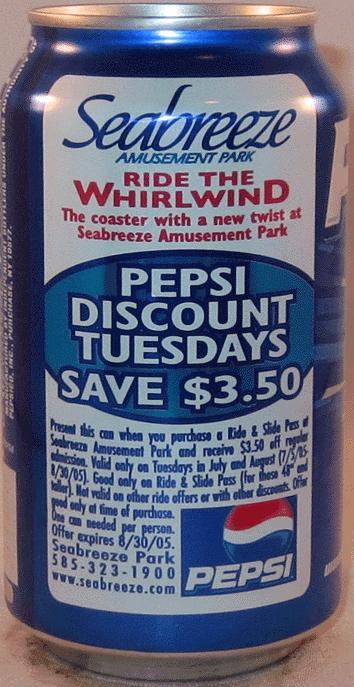 Seabreeze
AMUSEMENT PARK
RIDE THE
WHIRLWIND
The coaster with a new twist at
Seabreeze Amusement Park
PEPSI
DISCOUNT
TUESDAYS
SAVE $3.50
Present this can when you purchase a Ride & Slide Pass at
Seabreeze Amusement Park and receive $3.50 off regular
admission. Valid only on Tuesdays in July and August (7/5/05-
8/30/05). Good only on Ride & Slide Pass (for those 48" and
taller). Not valid on other ride offers or with other discounts. Offer
good only at time of purchase.
One can needed per person.
Offer expires 8/30/05.
Seabreeze Park
585-323-1900
www.seabreeze.com
PEPSI
PEPSICO, INC., PURCHASE, NY 10577.